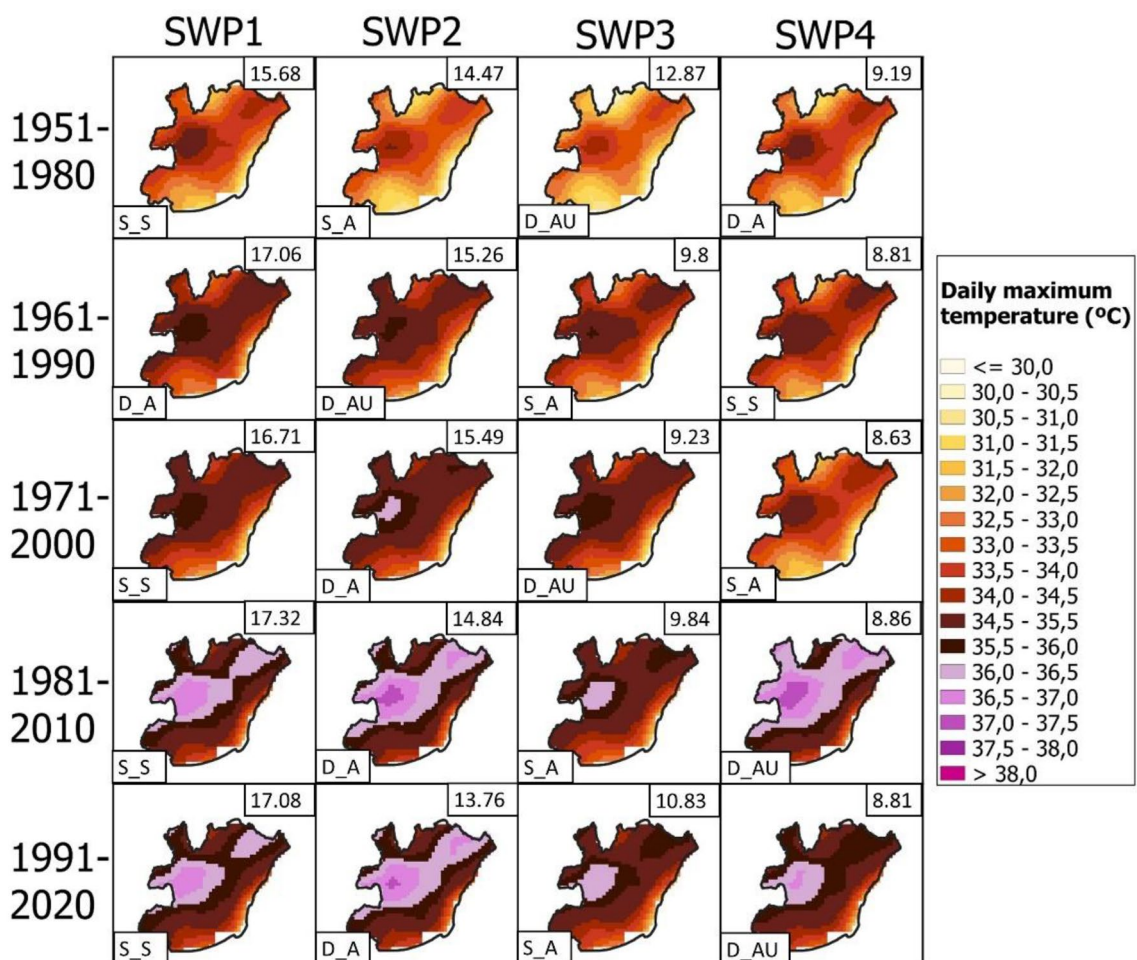 SWP1 SWP2 SWP3 SWP4
1951-
1980
15.68 14.47 12.87 9.19
S_S S_A D_AU D_A
1961-
1990
17.06 15.26 9.8 8.81
D_A D_AU S_A S_S
1971-
2000
16.71 15.49 9.23 8.63
S_S D_A D_AU S_A
1981-
2010
17.32 14.84 9.84 8.86
S_S D_A S_A D_AU
1991-
2020
17.08 13.76 10.83 8.81
S_S D_A S_A D_AU
Daily maximum
temperature (ºC)
<= 30,0
30,0 - 30,5
30,5 - 31,0
31,0 - 31,5
31,5 - 32,0
32,0 - 32,5
32,5 - 33,0
33,0 - 33,5
33,5 - 34,0
34,0 - 34,5
34,5 - 35,5
35,5 - 36,0
36,0 - 36,5
36,5 - 37,0
37,0 - 37,5
37,5 - 38,0
> 38,0